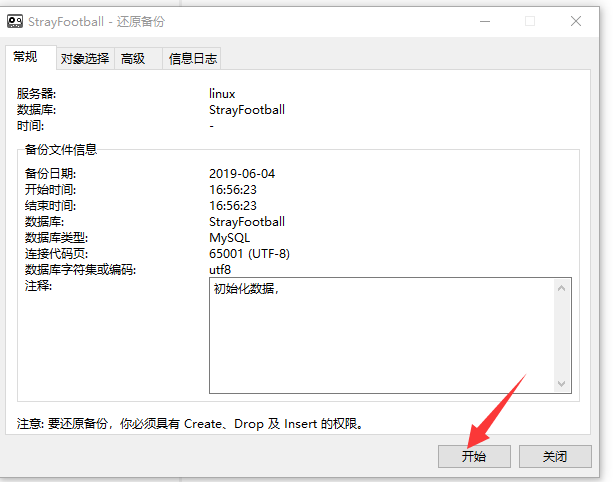 StrayFootball - 还原备份
常规 对象选择 高级 信息日志
服务器: linux
数据库: StrayFootball
时间: -
备份文件信息
备份日期: 2019-06-04
开始时间: 16:56:23
结束时间: 16:56:23
数据库: StrayFootball
数据库类型: MySQL
连接代码页: 65001 (UTF-8)
数据库字符集或编码: utf8
注释: 初始化数据，
注意: 要还原备份，你必须具有 Create、Drop 及 Insert 的权限。
开始 关闭